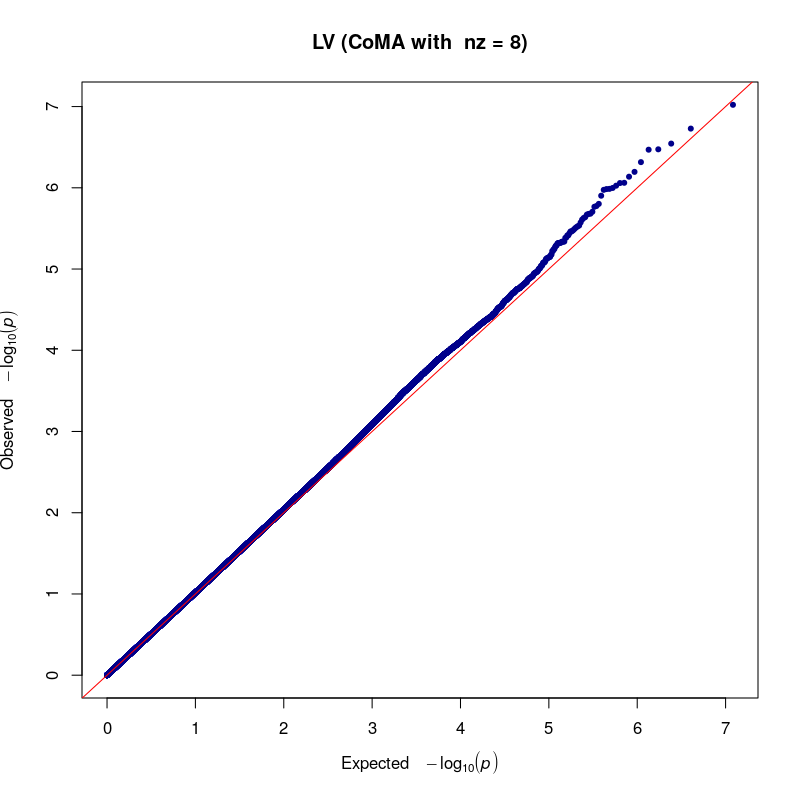 LV (CoMA with  nz = 8)
Observed −log10(p)
7
6
5
4
3
2
1
0
0 1 2 3 4 5 6 7
Expected −log10(p)